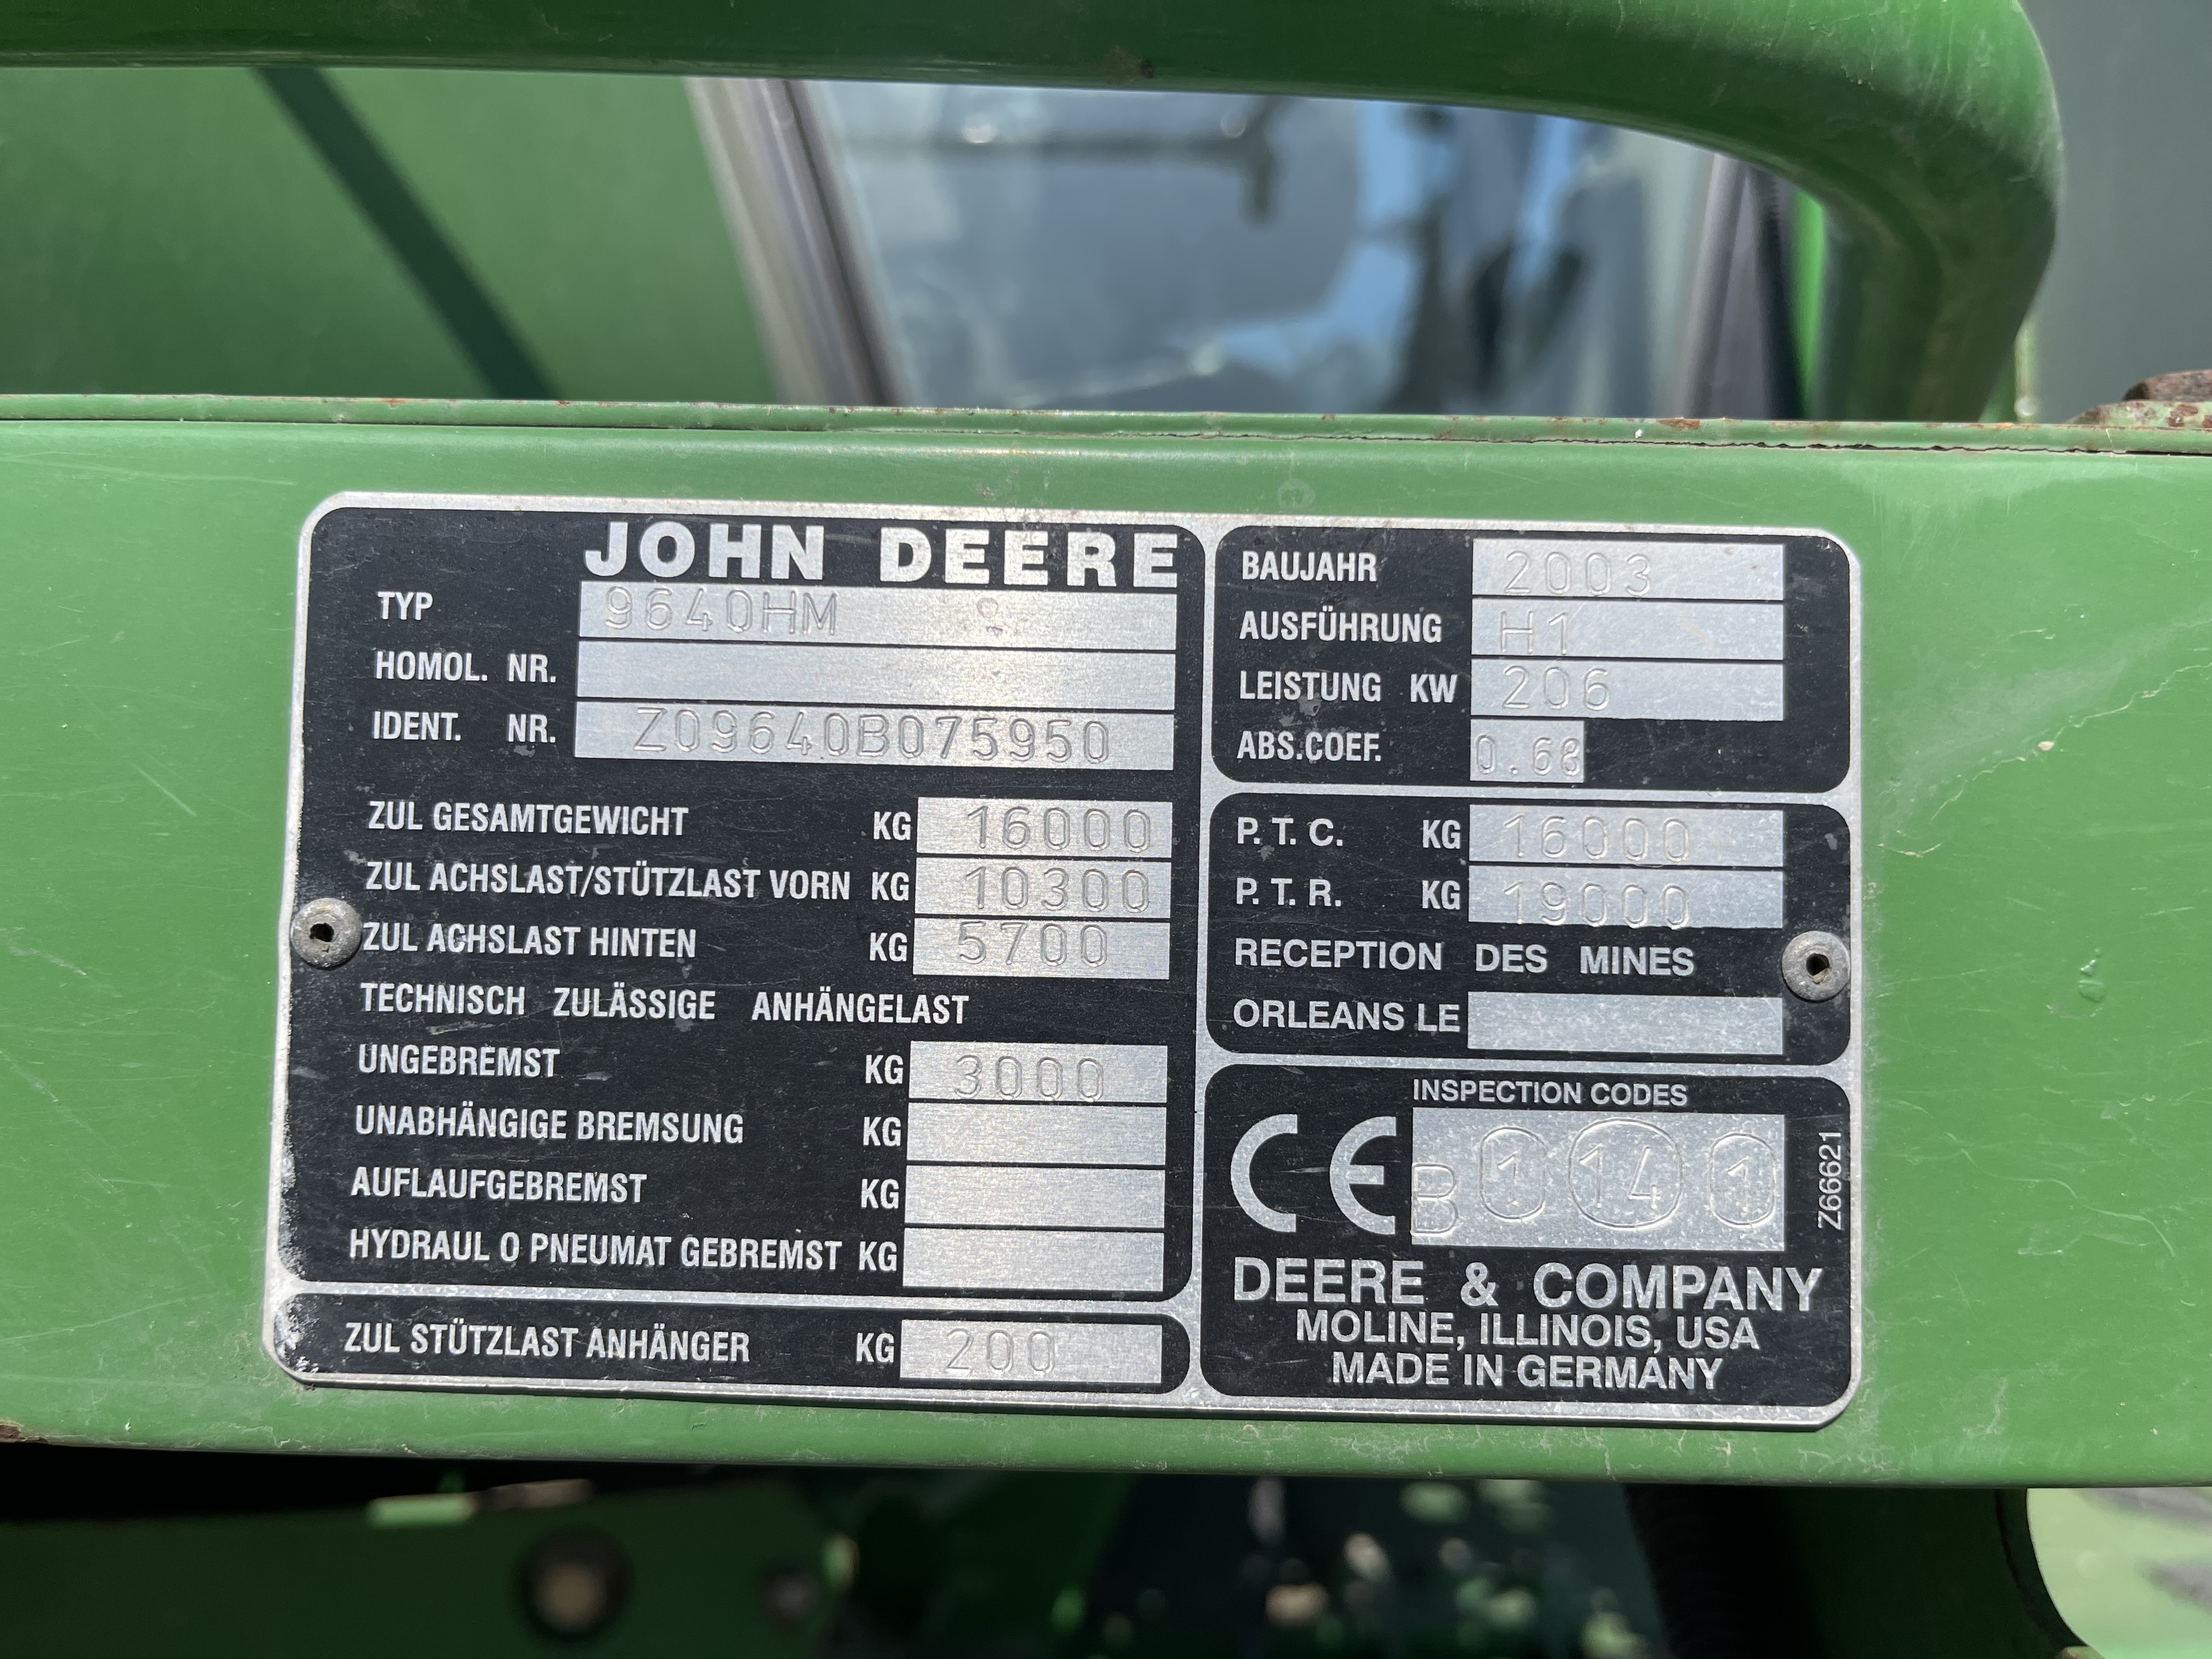 JOHN DEERE
TYP 9640HM
HOMOL. NR.
IDENT. NR. Z09640B075950
ZUL GESAMTGEWICHT KG 16000
ZUL ACHSLAST/STÜTZLAST VORN KG 10300
ZUL ACHSLAST HINTEN KG 5700
TECHNISCH ZULÄSSIGE ANHÄNGELAST
UNGEBREMST KG 3000
UNABHÄNGIGE BREMSUNG KG
AUFLAUFGEBREMST KG
HYDRAUL O PNEUMAT GEBREMST KG
ZUL STÜTZLAST ANHÄNGER KG 200
BAUJAHR 2003
AUSFÜHRUNG H1
LEISTUNG KW 206
ABS.COEF. 0.68
P. T. C. KG 16000
P. T. R. KG 19000
RECEPTION DES MINES
ORLEANS LE
INSPECTION CODES
CE B 1 14 1
Z66621
DEERE & COMPANY
MOLINE, ILLINOIS, USA
MADE IN GERMANY